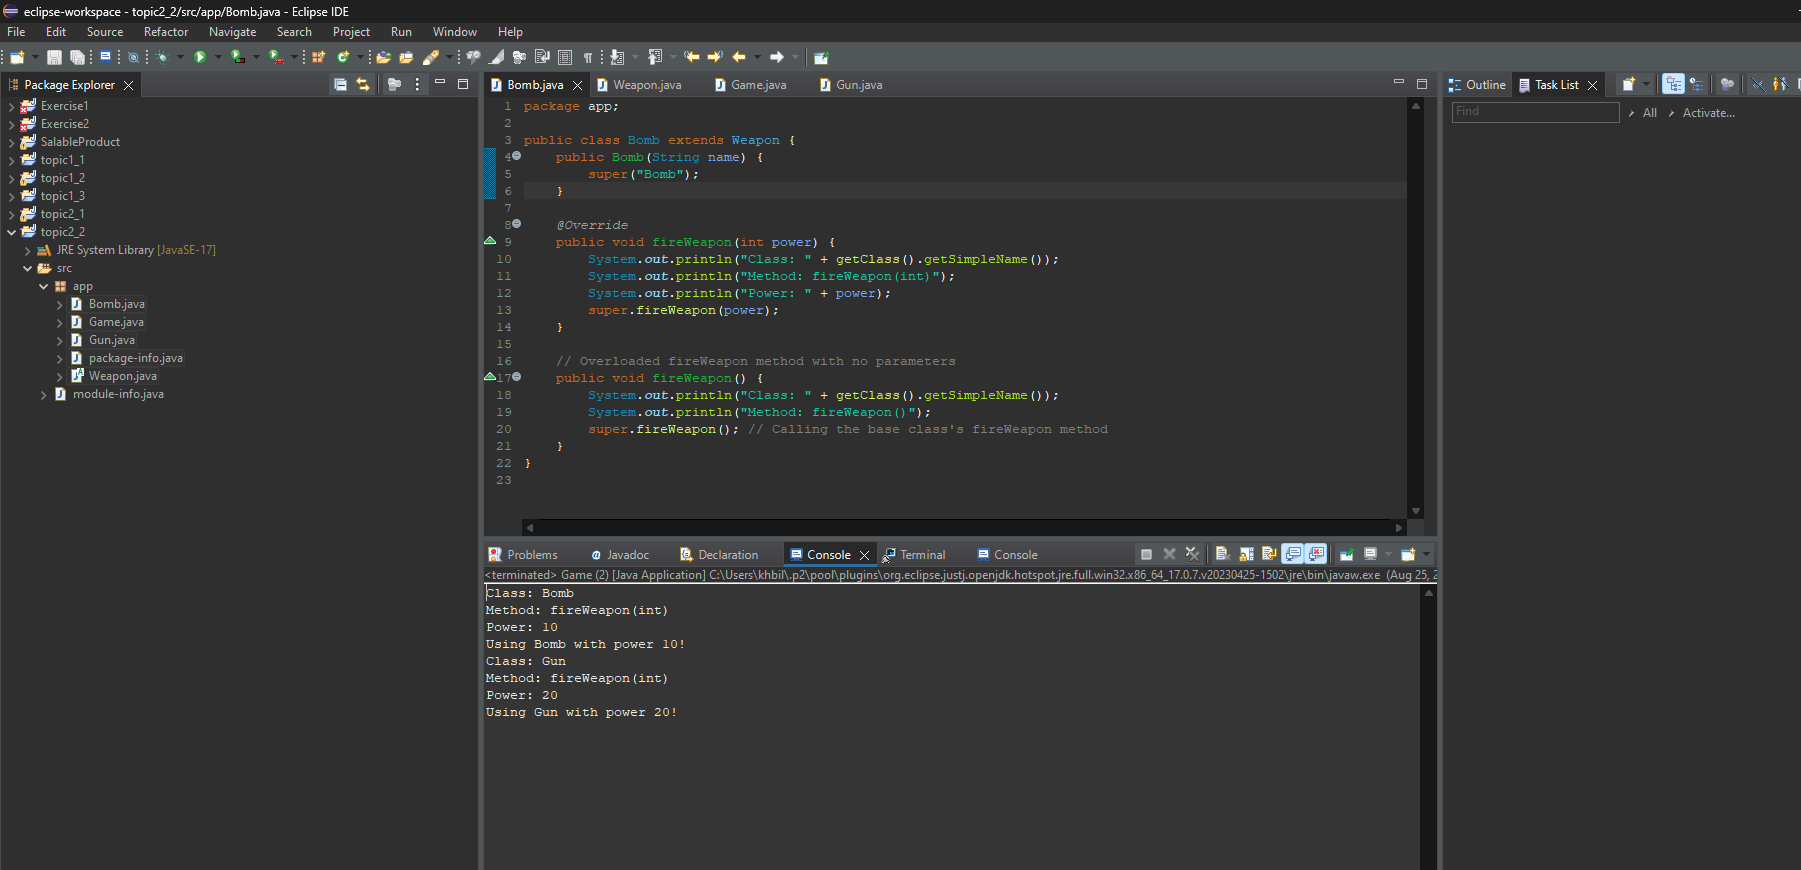 eclipse-workspace - topic2_2/src/app/Bomb.java - Eclipse IDE
File Edit Source Refactor Navigate Search Project Run Window Help
Package Explorer
Exercise1
Exercise2
SalableProduct
topic1_1
topic1_2
topic1_3
topic2_1
topic2_2
JRE System Library [JavaSE-17]
src
app
Bomb.java
Game.java
Gun.java
package-info.java
Weapon.java
module-info.java
Bomb.java Weapon.java Game.java Gun.java
1 package app;
2
3 public class Bomb extends Weapon {
4     public Bomb(String name) {
5         super("Bomb");
6     }
7
8     @Override
9     public void fireWeapon(int power) {
10         System.out.println("Class: " + getClass().getSimpleName());
11         System.out.println("Method: fireWeapon(int)");
12         System.out.println("Power: " + power);
13         super.fireWeapon(power);
14     }
15
16     // Overloaded fireWeapon method with no parameters
17     public void fireWeapon() {
18         System.out.println("Class: " + getClass().getSimpleName());
19         System.out.println("Method: fireWeapon()");
20         super.fireWeapon(); // Calling the base class's fireWeapon method
21     }
22 }
23
Outline Task List
Find All Activate...
Problems Javadoc Declaration Console Terminal Console
<terminated> Game (2) [Java Application] C:\Users\khbil\.p2\pool\plugins\org.eclipse.justj.openjdk.hotspot.jre.full.win32.x86_64_17.0.7.v20230425-1502\jre\bin\javaw.exe (Aug 25, 2
Class: Bomb
Method: fireWeapon(int)
Power: 10
Using Bomb with power 10!
Class: Gun
Method: fireWeapon(int)
Power: 20
Using Gun with power 20!